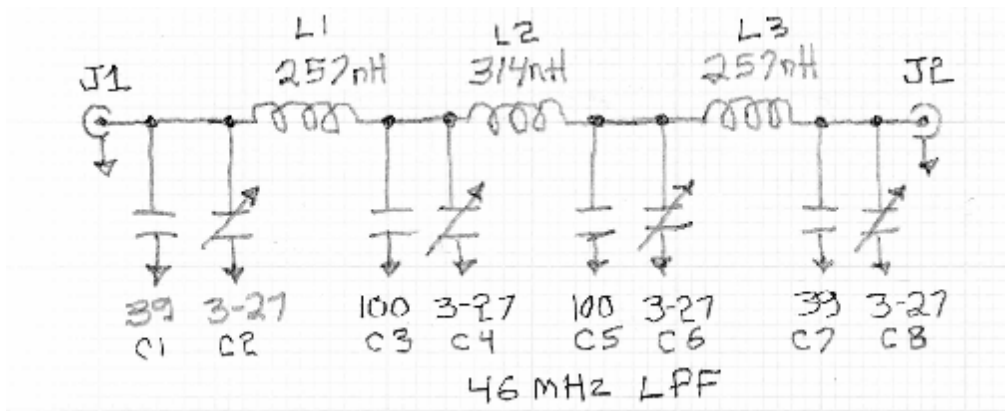 L1 L2 L3
J1 257nH 314nH 257nH J2
39 3-27 100 3-27 100 3-27 39 3-27
C1 C2 C3 C4 C5 C6 C7 C8
46 MHz LPF